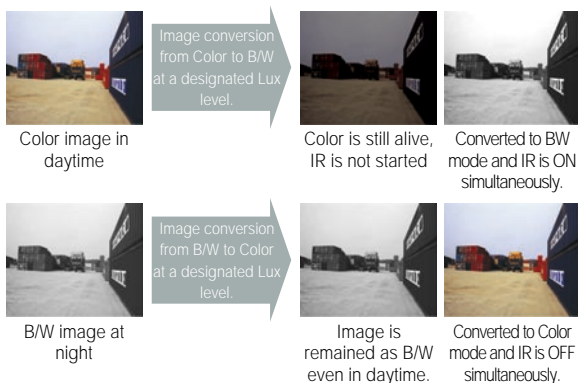 Image conversion
from Color to B/W
at a designated Lux
level.
Color image in
daytime
Color is still alive,
IR is not started
Converted to BW
mode and IR is ON
simultaneously.
Image conversion
from B/W to Color
at a designated Lux
level.
B/W image at
night
Image is
remained as B/W
even in daytime.
Converted to Color
mode and IR is OFF
simultaneously.